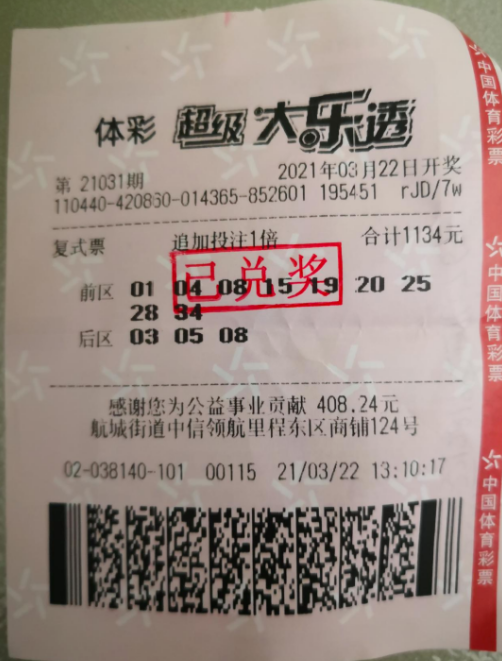 体彩 超级大乐透
第 21031期 2021年03月22日开奖
110440-420860-014365-852601 195451 rJD/7w
复式票 追加投注1倍 合计1134元
已兑奖
前区 01 04 08 15 19 20 25
28 34
后区 03 05 08
感谢您为公益事业贡献 408.24元
航城街道中信领航里程东区商铺124号
02-038140-101 00115 21/03/22 13:10:17
中国体育彩票
中国体育彩票
中国体育彩票